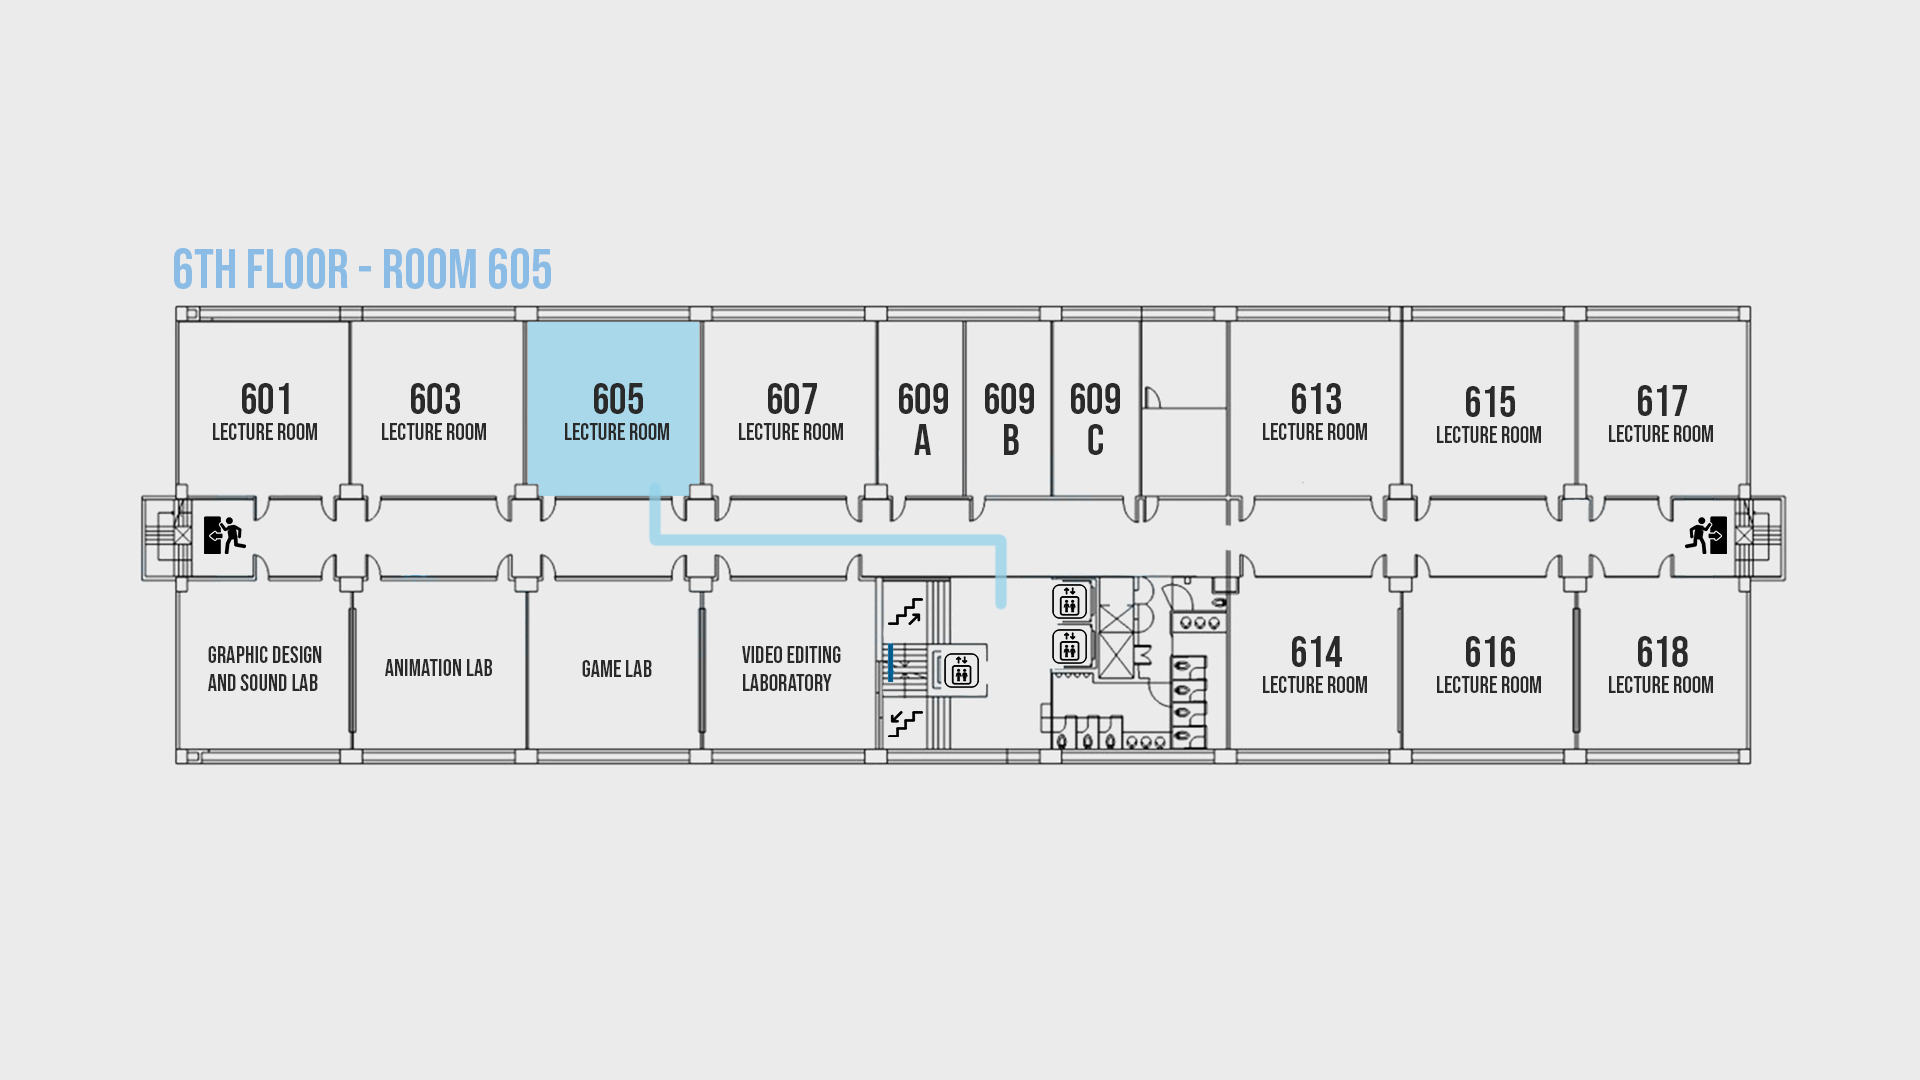 6TH FLOOR - ROOM 605
601
LECTURE ROOM
603
LECTURE ROOM
605
LECTURE ROOM
607
LECTURE ROOM
609
A
609
B
609
C
613
LECTURE ROOM
615
LECTURE ROOM
617
LECTURE ROOM
GRAPHIC DESIGN
AND SOUND LAB
ANIMATION LAB
GAME LAB
VIDEO EDITING
LABORATORY
614
LECTURE ROOM
616
LECTURE ROOM
618
LECTURE ROOM